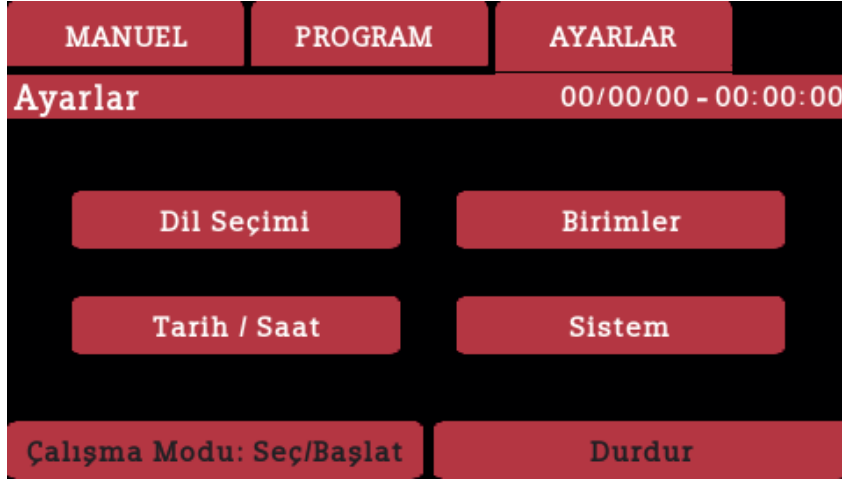 MANUEL PROGRAM AYARLAR
Ayarlar 00/00/00 - 00:00:00
Dil Seçimi Birimler
Tarih / Saat Sistem
Çalışma Modu: Seç/Başlat Durdur